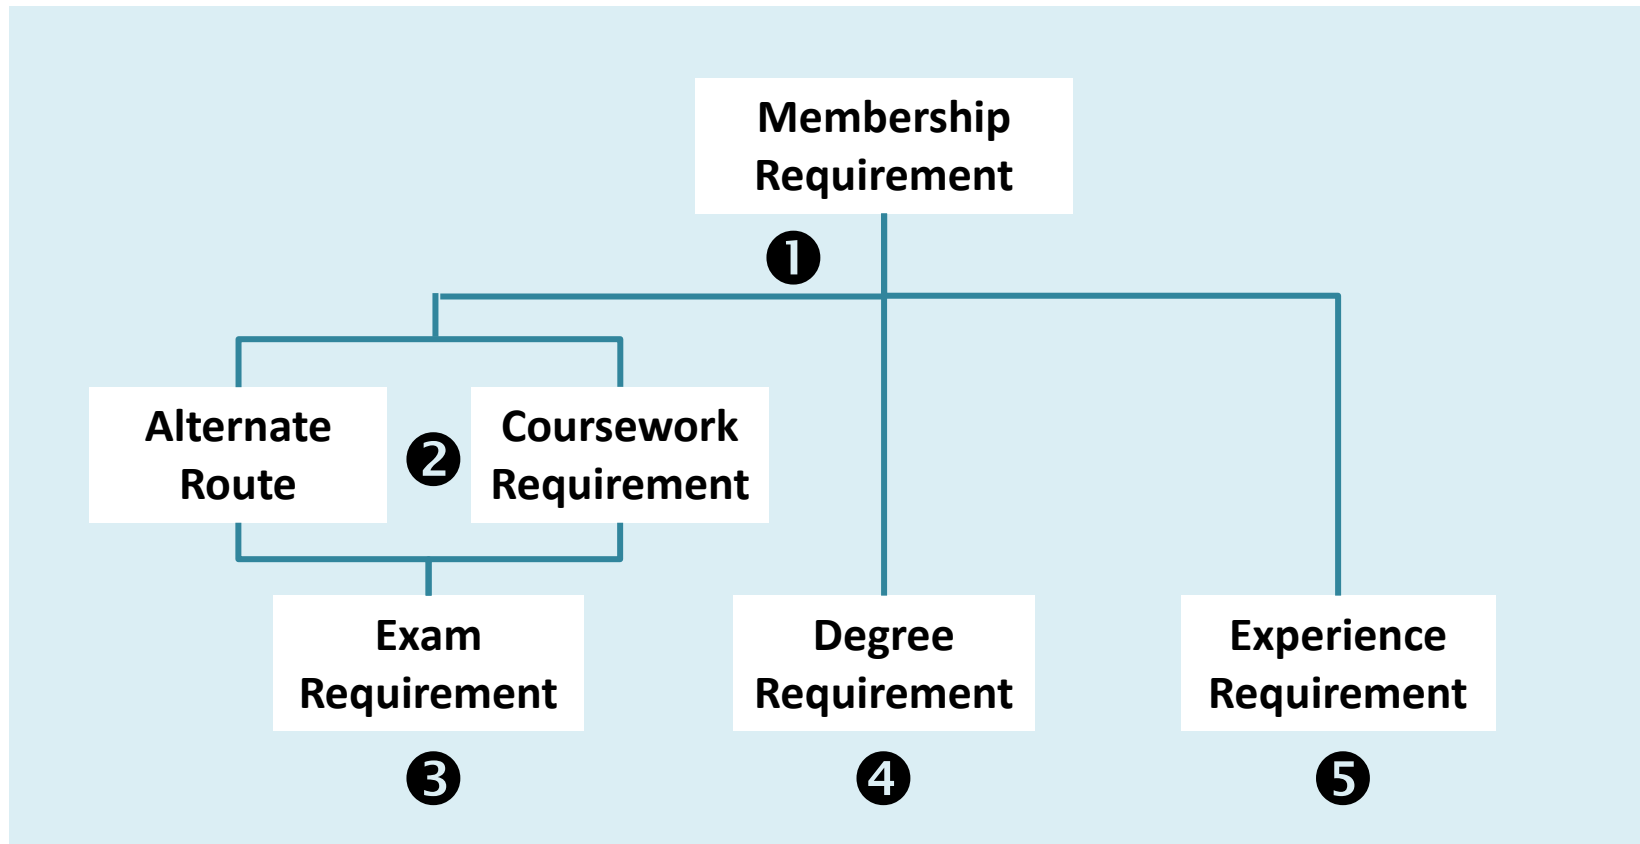 Membership
Requirement
❶
Alternate
Route
❷
Coursework
Requirement
Exam
Requirement
❸
Degree
Requirement
❹
Experience
Requirement
❺